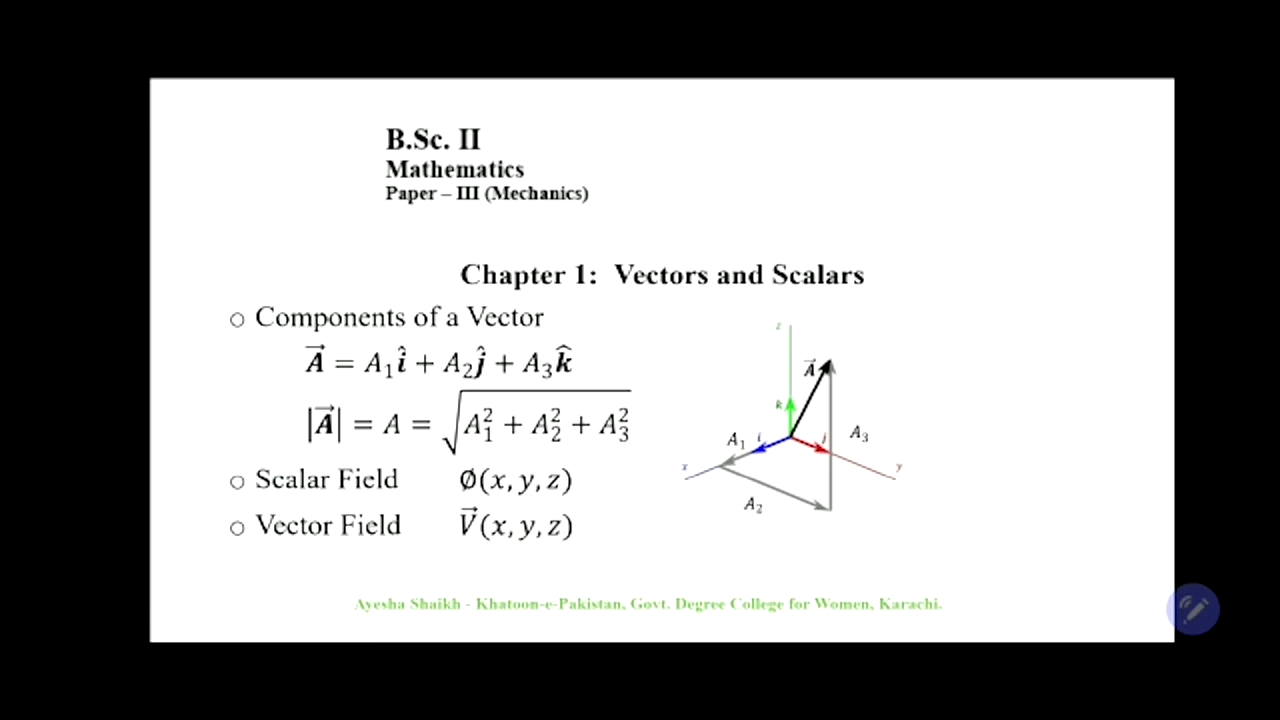 B.Sc. II
Mathematics
Paper – III (Mechanics)
Chapter 1: Vectors and Scalars
○ Components of a Vector
A⃗ = A₁î + A₂ĵ + A₃k̂
|A⃗| = A = √(A₁² + A₂² + A₃²)
○ Scalar Field ∅(x, y, z)
○ Vector Field V⃗(x, y, z)
z
A⃗
k
A₁ i j A₃
x y
A₂
Ayesha Shaikh - Khatoon-e-Pakistan, Govt. Degree College for Women, Karachi.